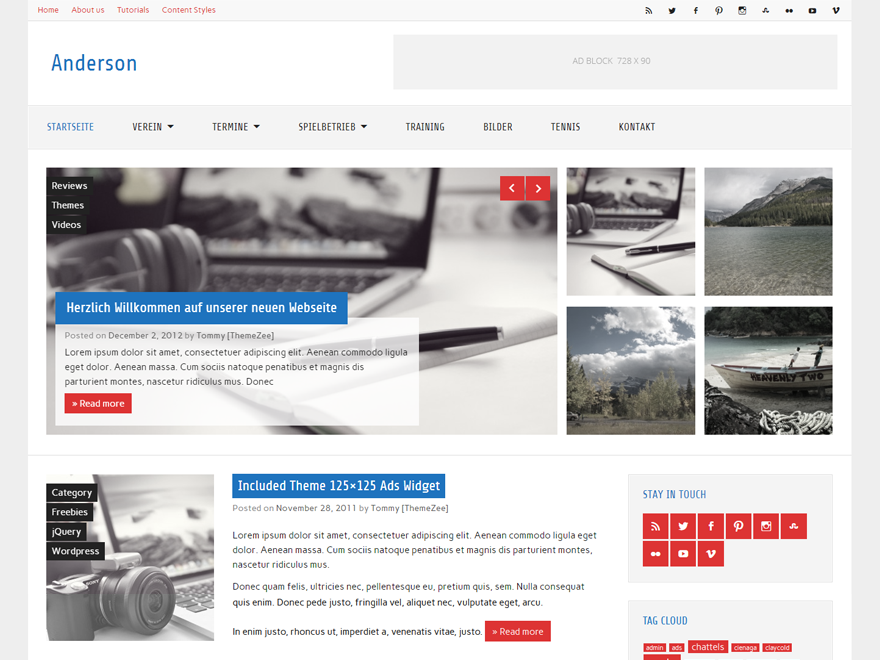 Home About us Tutorials Content Styles
Anderson
AD BLOCK 728 X 90
STARTSEITE VEREIN TERMINE SPIELBETRIEB TRAINING BILDER TENNIS KONTAKT
Reviews
Themes
Videos
Herzlich Willkommen auf unserer neuen Webseite
Posted on December 2, 2012 by Tommy [ThemeZee]
Lorem ipsum dolor sit amet, consectetuer adipiscing elit. Aenean commodo ligula
eget dolor. Aenean massa. Cum sociis natoque penatibus et magnis dis
parturient montes, nascetur ridiculus mus. Donec
» Read more
HEAVENLY TWO
Category
Freebies
jQuery
Wordpress
SONY
Included Theme 125×125 Ads Widget
Posted on November 28, 2011 by Tommy [ThemeZee]
Lorem ipsum dolor sit amet, consectetuer adipiscing elit. Aenean commodo ligula eget
dolor. Aenean massa. Cum sociis natoque penatibus et magnis dis parturient montes,
nascetur ridiculus mus.
Donec quam felis, ultricies nec, pellentesque eu, pretium quis, sem. Nulla consequat
quis enim. Donec pede justo, fringilla vel, aliquet nec, vulputate eget, arcu.
In enim justo, rhoncus ut, imperdiet a, venenatis vitae, justo. » Read more
STAY IN TOUCH
TAG CLOUD
admin ads chattels cienaga claycold